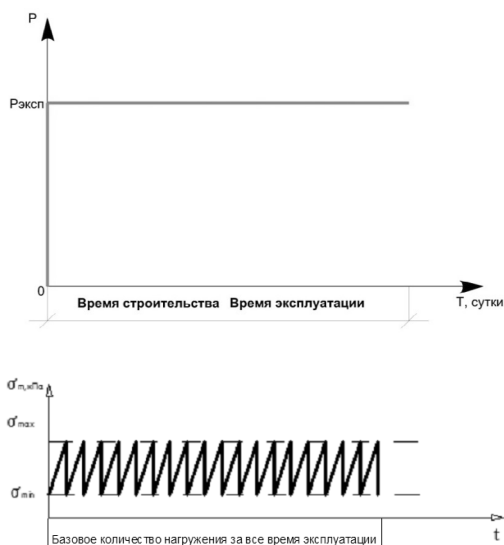 P
Рэксп
0
Время строительства Время эксплуатации
Т, сутки
σm,кПа
σmax
σmin
t
Базовое количество нагружения за все время эксплуатации